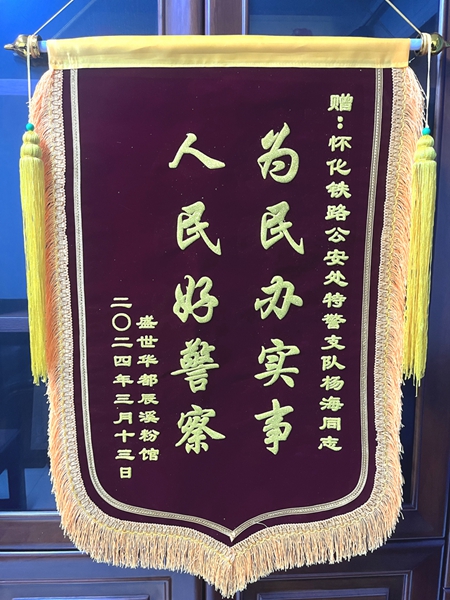 赠：怀化铁路公安处特警支队杨海同志
为民办实事
人民好警察
盛世华都辰溪粉馆
二〇二四年三月十三日